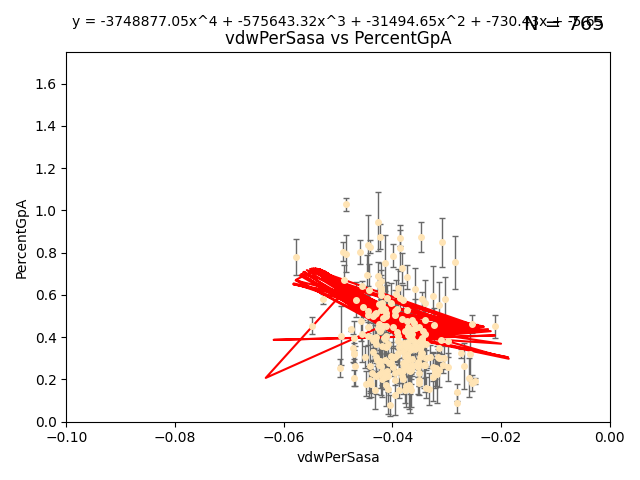 y = -3748877.05x^4 + -575643.32x^3 + -31494.65x^2 + -730.43x + -5.65
N = 765
vdwPerSasa vs PercentGpA
PercentGpA
1.6
1.4
1.2
1.0
0.8
0.6
0.4
0.2
0.0
−0.10 −0.08 −0.06 −0.04 −0.02 0.00
vdwPerSasa